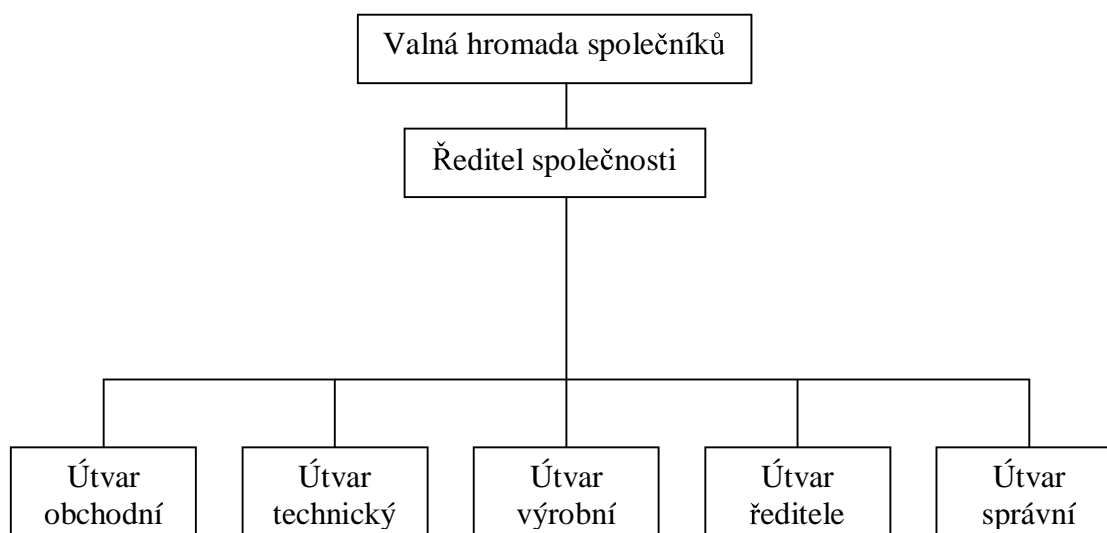 Valná hromada společníků
Ředitel společnosti
Útvar
obchodní
Útvar
technický
Útvar
výrobní
Útvar
ředitele
Útvar
správní